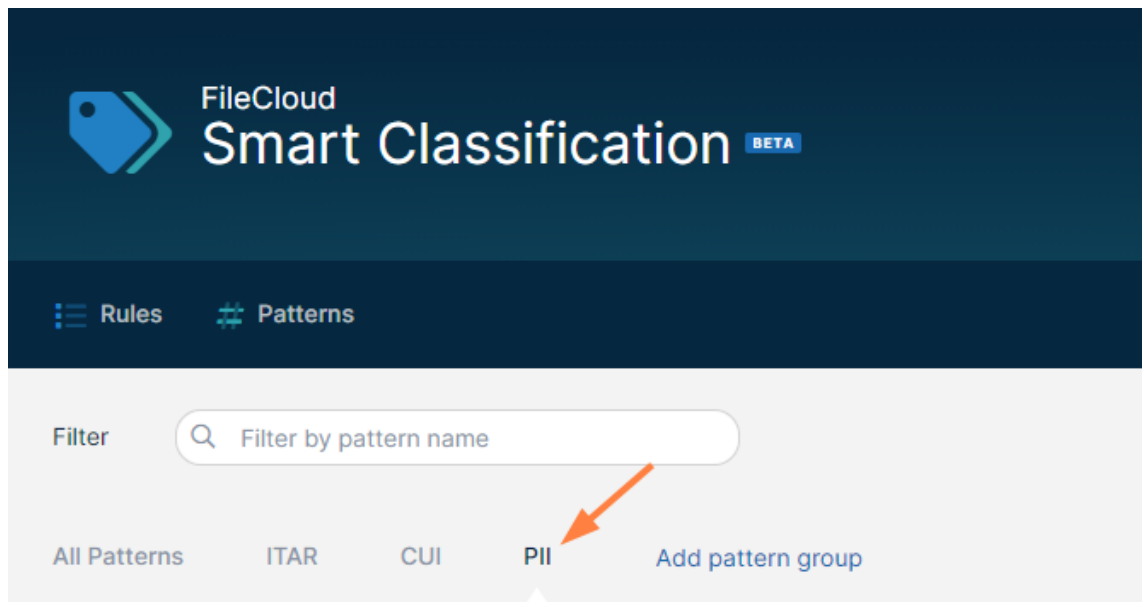 FileCloud
Smart Classification BETA
Rules Patterns
Filter Filter by pattern name
All Patterns ITAR CUI PII Add pattern group